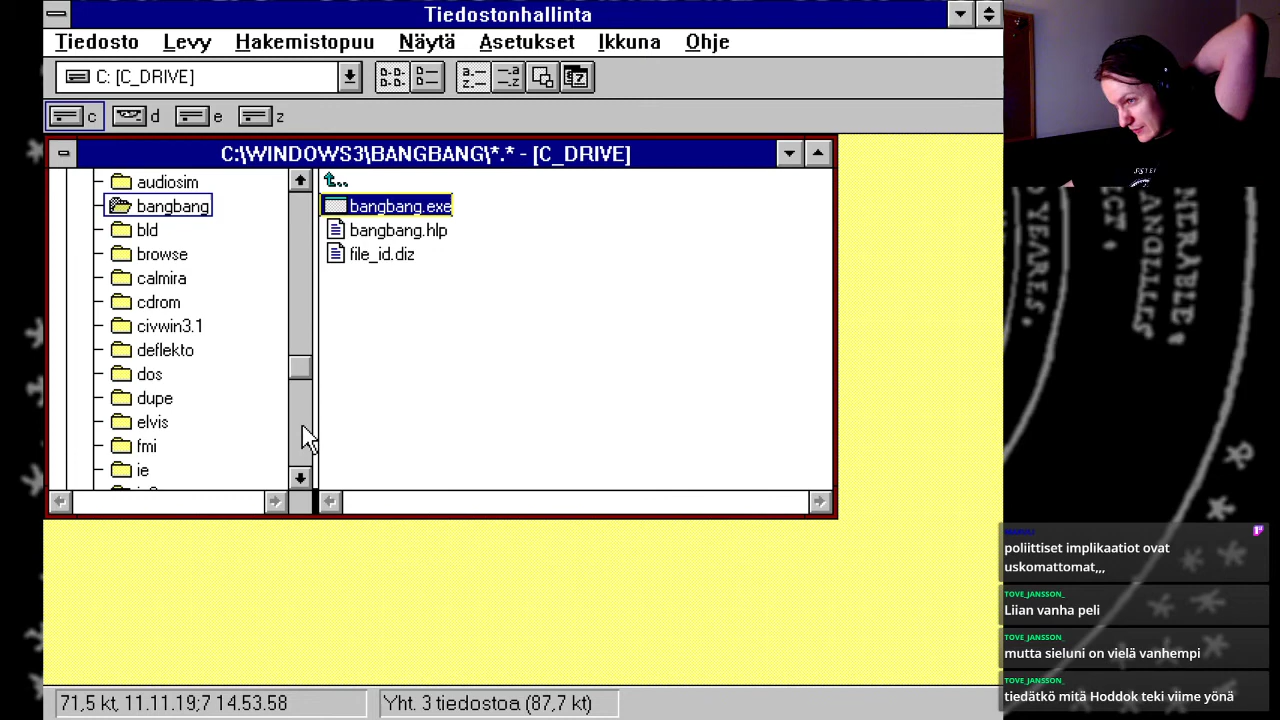 Tiedostonhallinta
Tiedosto Levy Hakemistopuu Näytä Asetukset Ikkuna Ohje
C: [C_DRIVE]
c d e z
C:\WINDOWS3\BANGBANG\*.* - [C_DRIVE]
audiosim
bangbang
bld
browse
calmira
cdrom
civwin3.1
deflekto
dos
dupe
elvis
fmi
ie
..
bangbang.exe
bangbang.hlp
file_id.diz
71,5 kt, 11.11.19;7 14.53.58
Yht. 3 tiedostoa (87,7 kt)
YEARES,
poliittiset implikaatiot ovat
uskomattomat,,,
TOVE_JANSSON_
Liian vanha peli
TOVE_JANSSON_
mutta sieluni on vielä vanhempi
TOVE_JANSSON_
tiedätkö mitä Hoddok teki viime yönä